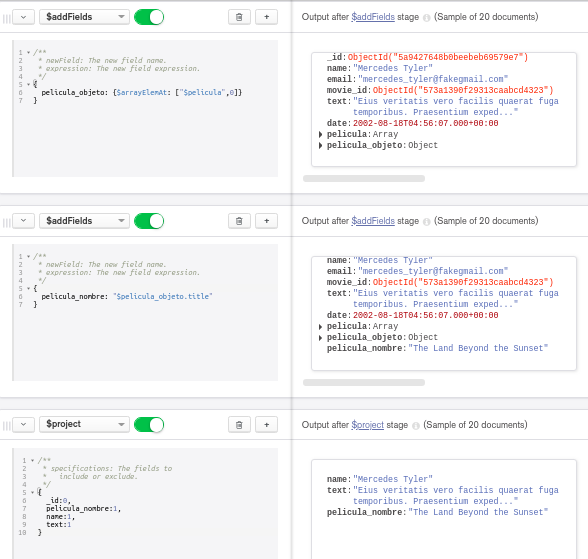 $addFields
+
Output after $addFields stage (Sample of 20 documents)
1 /**
2 * newField: The new field name.
3 * expression: The new field expression.
4 */
5 {
6 pelicula_objeto: {$arrayElemAt: ["$pelicula",0]}
7 }
_id:ObjectId("5a9427648b0beebeb69579e7")
name:"Mercedes Tyler"
email:"mercedes_tyler@fakegmail.com"
movie_id:ObjectId("573a1390f29313caabcd4323")
text:"Eius veritatis vero facilis quaerat fuga
temporibus. Praesentium exped..."
date:2002-08-18T04:56:07.000+00:00
pelicula:Array
pelicula_objeto:Object
$addFields
+
Output after $addFields stage (Sample of 20 documents)
1 /**
2 * newField: The new field name.
3 * expression: The new field expression.
4 */
5 {
6 pelicula_nombre: "$pelicula_objeto.title"
7 }
name:"Mercedes Tyler"
email:"mercedes_tyler@fakegmail.com"
movie_id:ObjectId("573a1390f29313caabcd4323")
text:"Eius veritatis vero facilis quaerat fuga
temporibus. Praesentium exped..."
date:2002-08-18T04:56:07.000+00:00
pelicula:Array
pelicula_objeto:Object
pelicula_nombre:"The Land Beyond the Sunset"
$project
+
Output after $project stage (Sample of 20 documents)
1 /**
2 * specifications: The fields to
3 * include or exclude.
4 */
5 {
6 _id:0,
7 pelicula_nombre:1,
8 name:1,
9 text:1
10 }
name:"Mercedes Tyler"
text:"Eius veritatis vero facilis quaerat fuga
temporibus. Praesentium exped..."
pelicula_nombre:"The Land Beyond the Sunset"